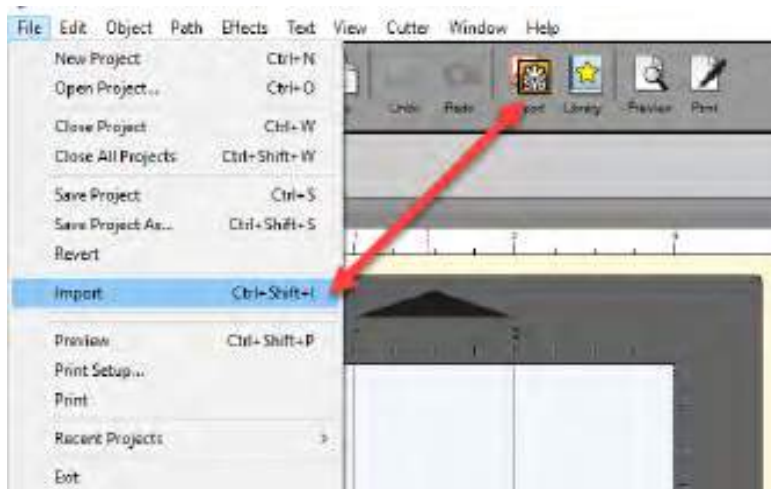 File Edit Object Path Effects Text View Cutter Window Help
New Project Ctrl+N
Open Project... Ctrl+O
Close Project Ctrl+W
Close All Projects Ctrl+Shift+W
Save Project Ctrl+S
Save Project As... Ctrl+Shift+S
Revert
Import Ctrl+Shift+I
Preview Ctrl+Shift+P
Print Setup...
Print
Recent Projects >
Exit
Undo Redo Library Preview Print